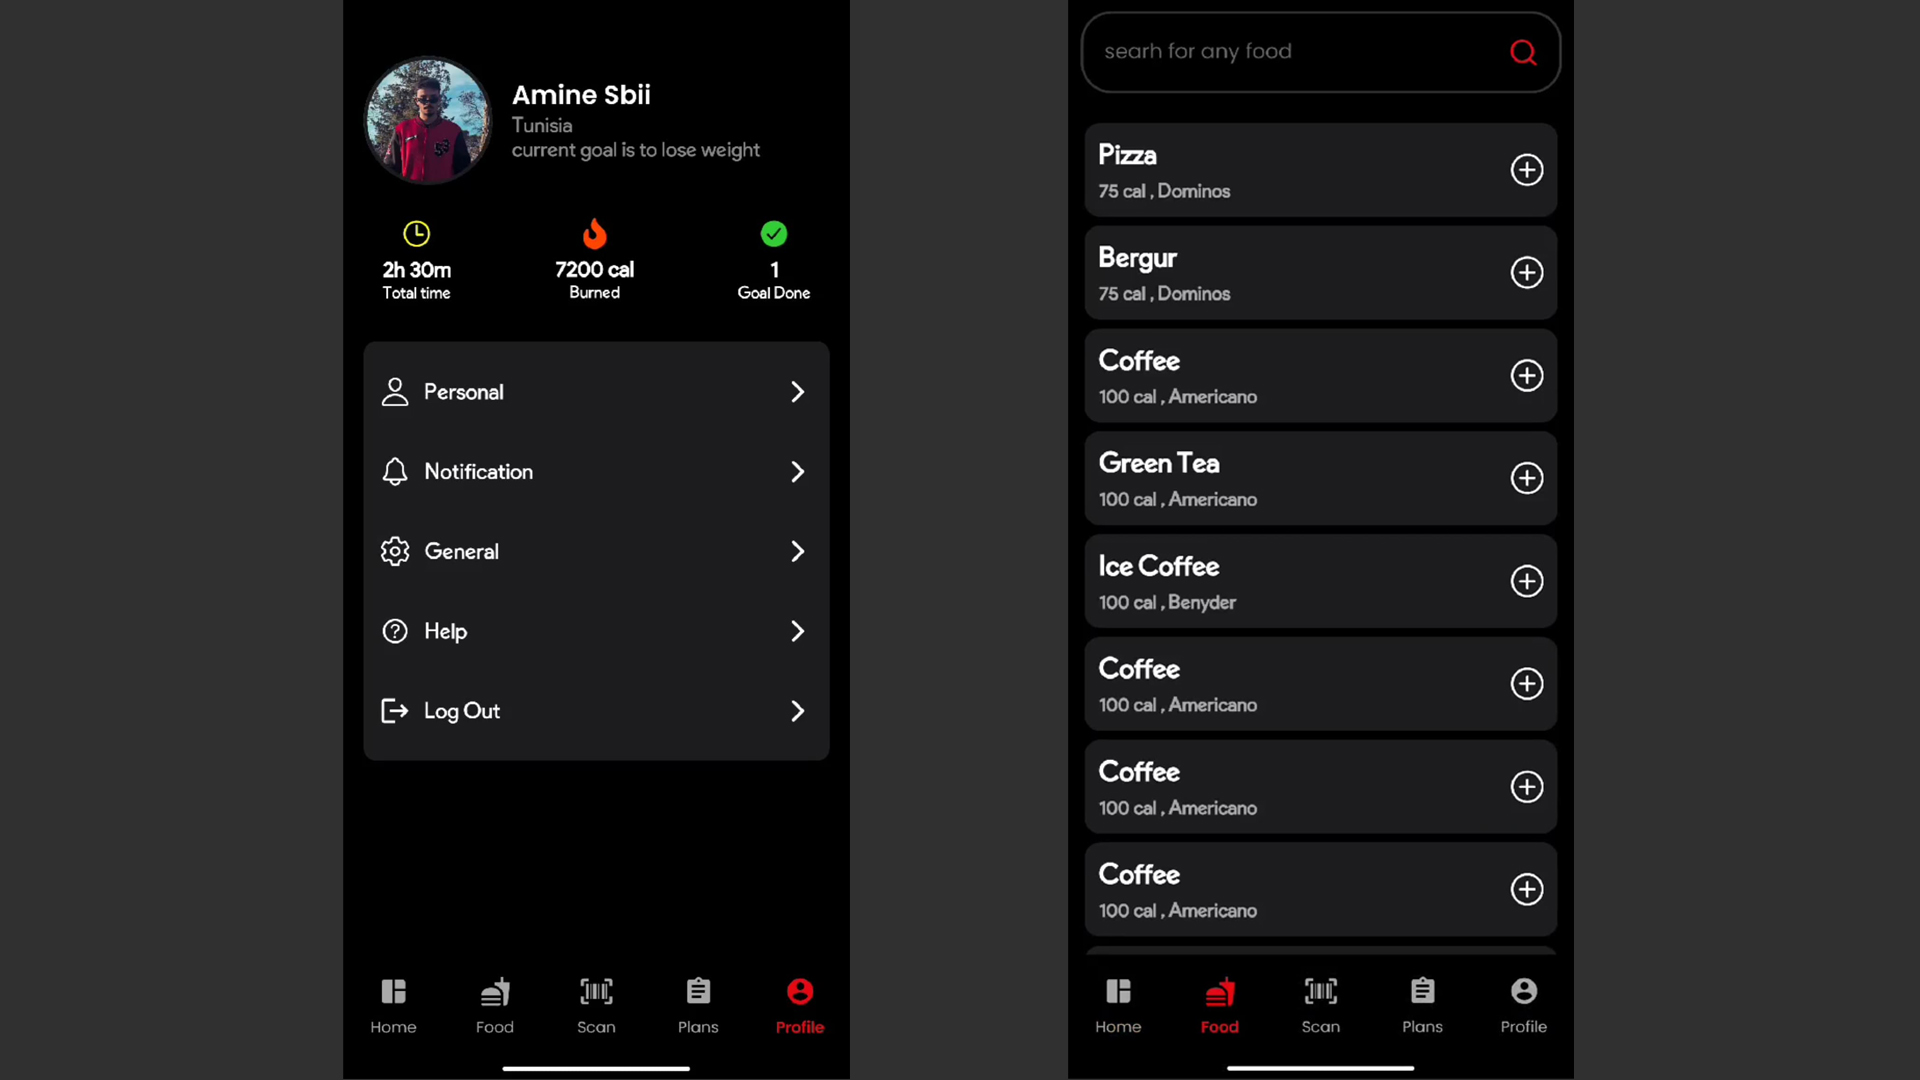 Amine Sbii
Tunisia
current goal is to lose weight
2h 30m
Total time
7200 cal
Burned
1
Goal Done
Personal
Notification
General
Help
Log Out
Home
Food
Scan
Plans
Profile
searh for any food
Pizza
75 cal , Dominos
Bergur
75 cal , Dominos
Coffee
100 cal , Americano
Green Tea
100 cal , Americano
Ice Coffee
100 cal , Benyder
Coffee
100 cal , Americano
Coffee
100 cal , Americano
Coffee
100 cal , Americano
Home
Food
Scan
Plans
Profile